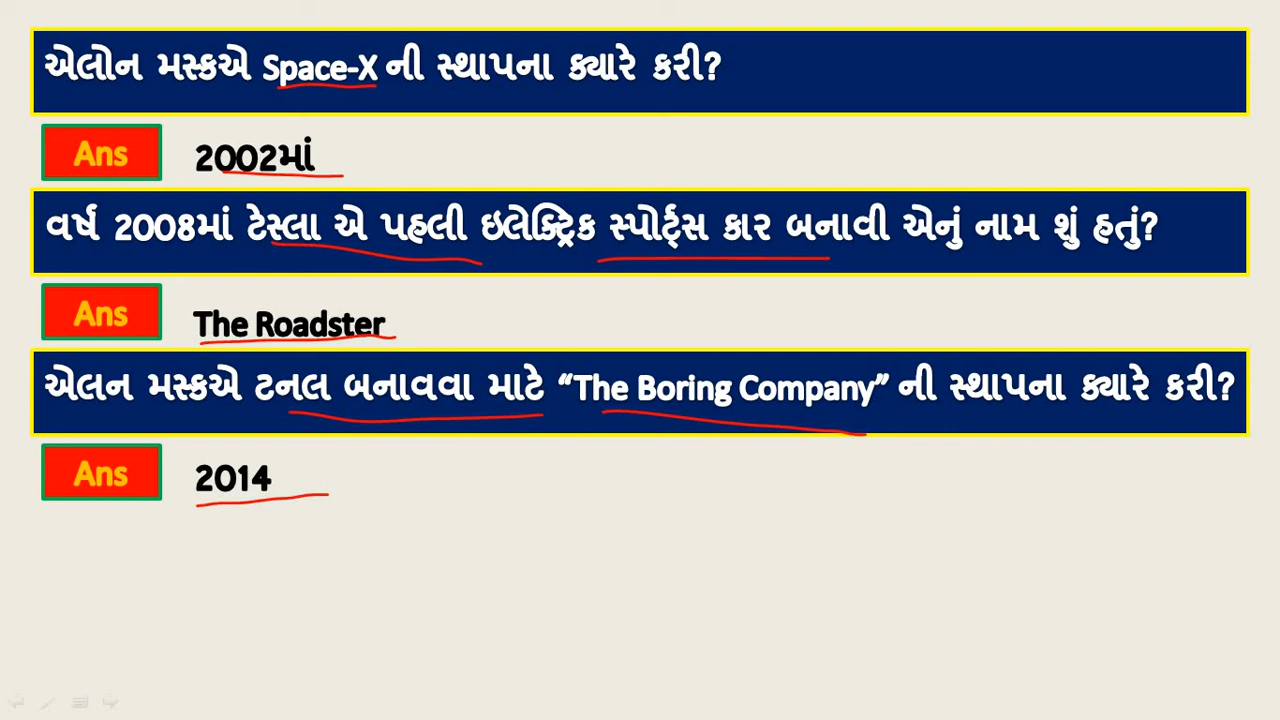 એલોન મસ્કએ Space-X ની સ્થાપના ક્યારે કરી?
Ans
2002માં
વર્ષ 2008માં ટેસ્લા એ પહલી ઇલેક્ટ્રિક સ્પોર્ટ્સ કાર બનાવી એનું નામ શું હતું?
Ans
The Roadster
એલન મસ્કએ ટનલ બનાવવા માટે “The Boring Company” ની સ્થાપના ક્યારે કરી?
Ans
2014